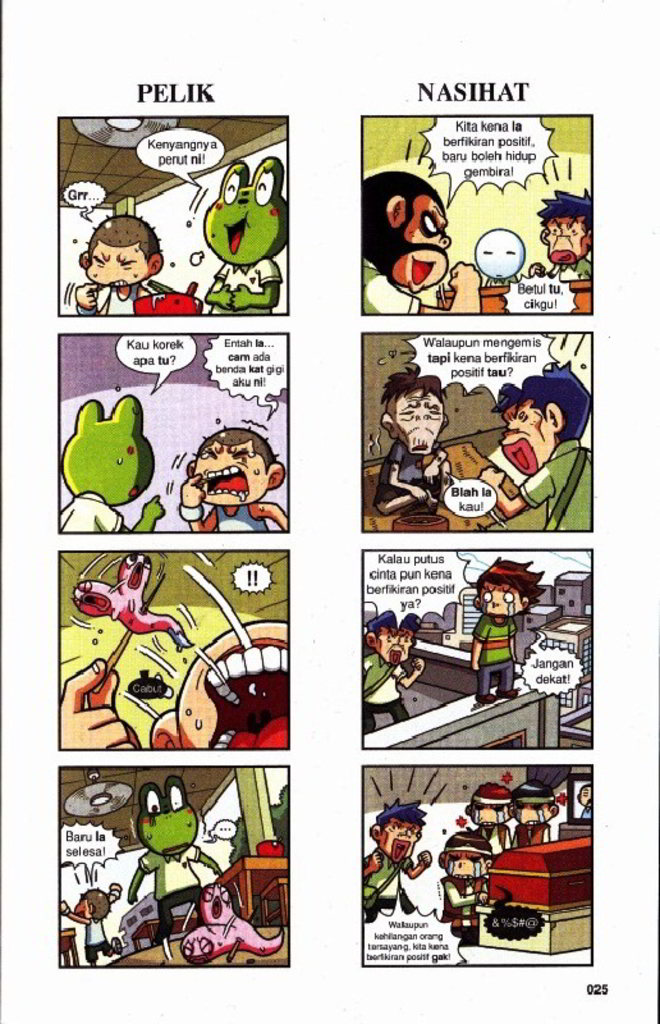 PELIK
Kenyangnya
perut ni!
Grr...
Kau korek
apa tu?
Entah la...
cam ada
benda kat gigi
aku ni!
!!
Cabut
Baru la
selesa!
...
NASIHAT
Kita kena la
berfikiran positif,
baru boleh hidup
gembira!
Betul tu,
cikgu!
Walaupun mengemis
tapi kena berfikiran
positif tau?
Blah la
kau!
Kalau putus
cinta pun kena
berfikiran positif
ya?
Jangan
dekat!
Walaupun
kehilangan orang
tersayang, kita kena
berfikiran positif gak!
&%$#@
025